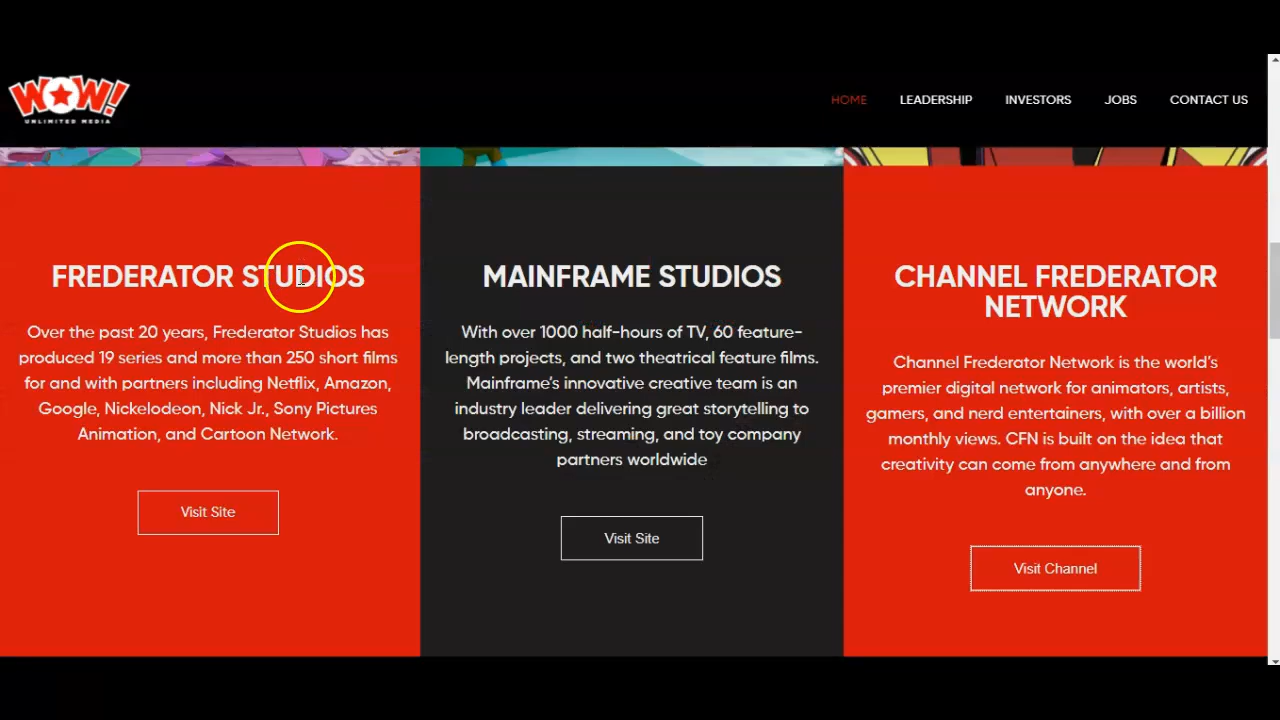 WOW!
UNLIMITED MEDIA
HOME
LEADERSHIP
INVESTORS
JOBS
CONTACT US
FREDERATOR STUDIOS
Over the past 20 years, Frederator Studios has
produced 19 series and more than 250 short films
for and with partners including Netflix, Amazon,
Google, Nickelodeon, Nick Jr., Sony Pictures
Animation, and Cartoon Network.
Visit Site
MAINFRAME STUDIOS
With over 1000 half-hours of TV, 60 feature-
length projects, and two theatrical feature films.
Mainframe's innovative creative team is an
industry leader delivering great storytelling to
broadcasting, streaming, and toy company
partners worldwide
Visit Site
CHANNEL FREDERATOR
NETWORK
Channel Frederator Network is the world's
premier digital network for animators, artists,
gamers, and nerd entertainers, with over a billion
monthly views. CFN is built on the idea that
creativity can come from anywhere and from
anyone.
Visit Channel